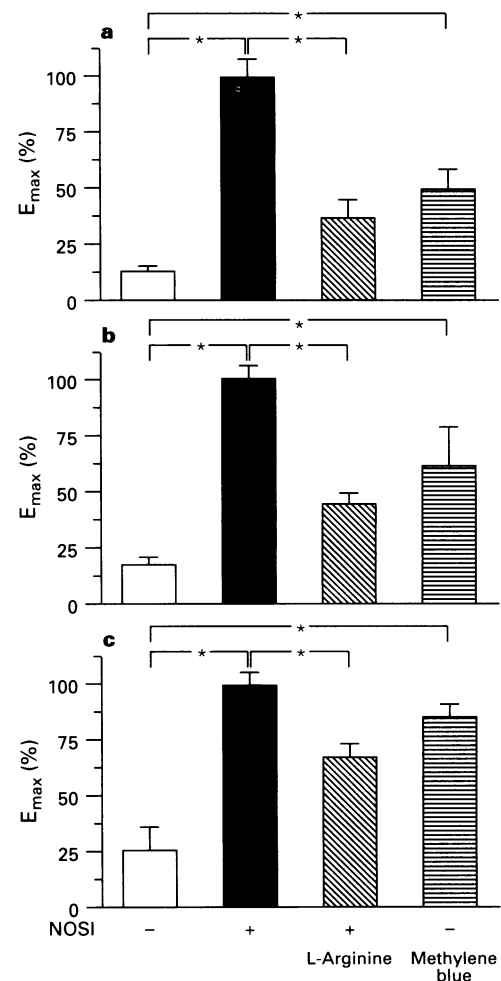 *
a
* *
100
75
50
25
0
Emax (%)
*
b
* *
100
75
50
25
0
Emax (%)
*
c
* *
100
75
50
25
0
Emax (%)
NOSI − + + −
L-Arginine Methylene
blue